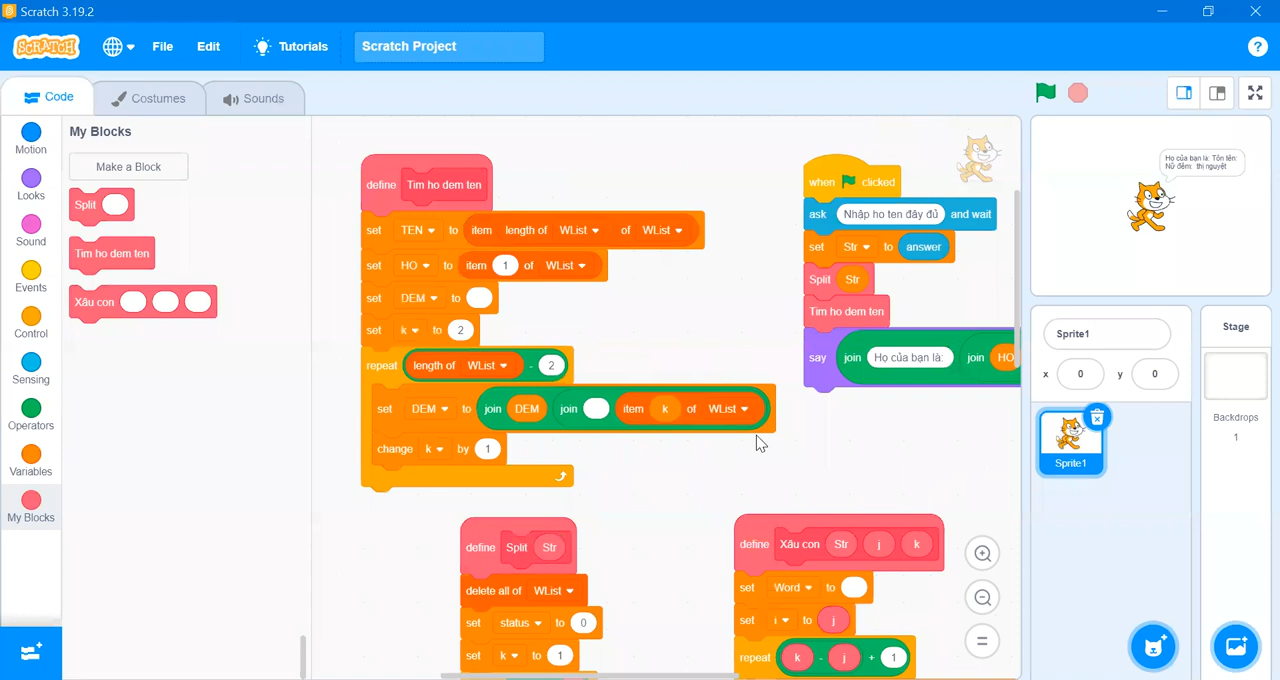 Scratch 3.19.2
SCRATCH
File
Edit
Tutorials
Scratch Project
?
Code
Costumes
Sounds
Motion
Looks
Sound
Events
Control
Sensing
Operators
Variables
My Blocks
My Blocks
Make a Block
Split
Tim ho dem ten
Xâu con
define Tim ho dem ten
set TEN to item length of WList of WList
set HO to item 1 of WList
set DEM to
set k to 2
repeat length of WList - 2
set DEM to join DEM join item k of WList
change k by 1
when clicked
ask Nhập ho ten đây đủ and wait
set Str to answer
Split Str
Tim ho dem ten
say join Họ của bạn là: join HO
define Split Str
delete all of WList
set status to 0
set k to 1
define Xâu con Str j k
set Word to
set i to j
repeat k - j + 1
Họ của bạn là: Tôn tên:
Nữ đêm: thị nguyệt
Sprite1
x 0 y 0
Sprite1
Stage
Backdrops
1